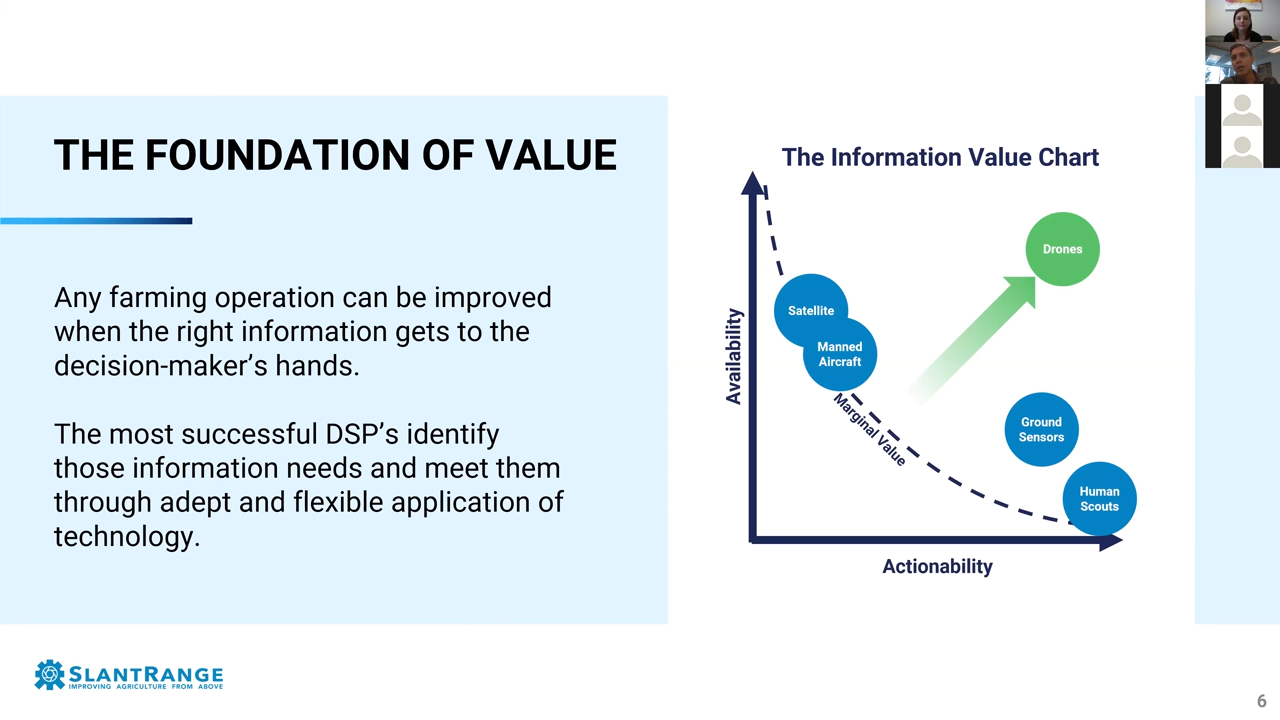 THE FOUNDATION OF VALUE
Any farming operation can be improved
when the right information gets to the
decision-maker’s hands.
The most successful DSP’s identify
those information needs and meet them
through adept and flexible application of
technology.
The Information Value Chart
Availability
Drones
Satellite
Manned
Aircraft
Marginal Value
Ground
Sensors
Human
Scouts
Actionability
SLANTRANGE
IMPROVING AGRICULTURE FROM ABOVE
6